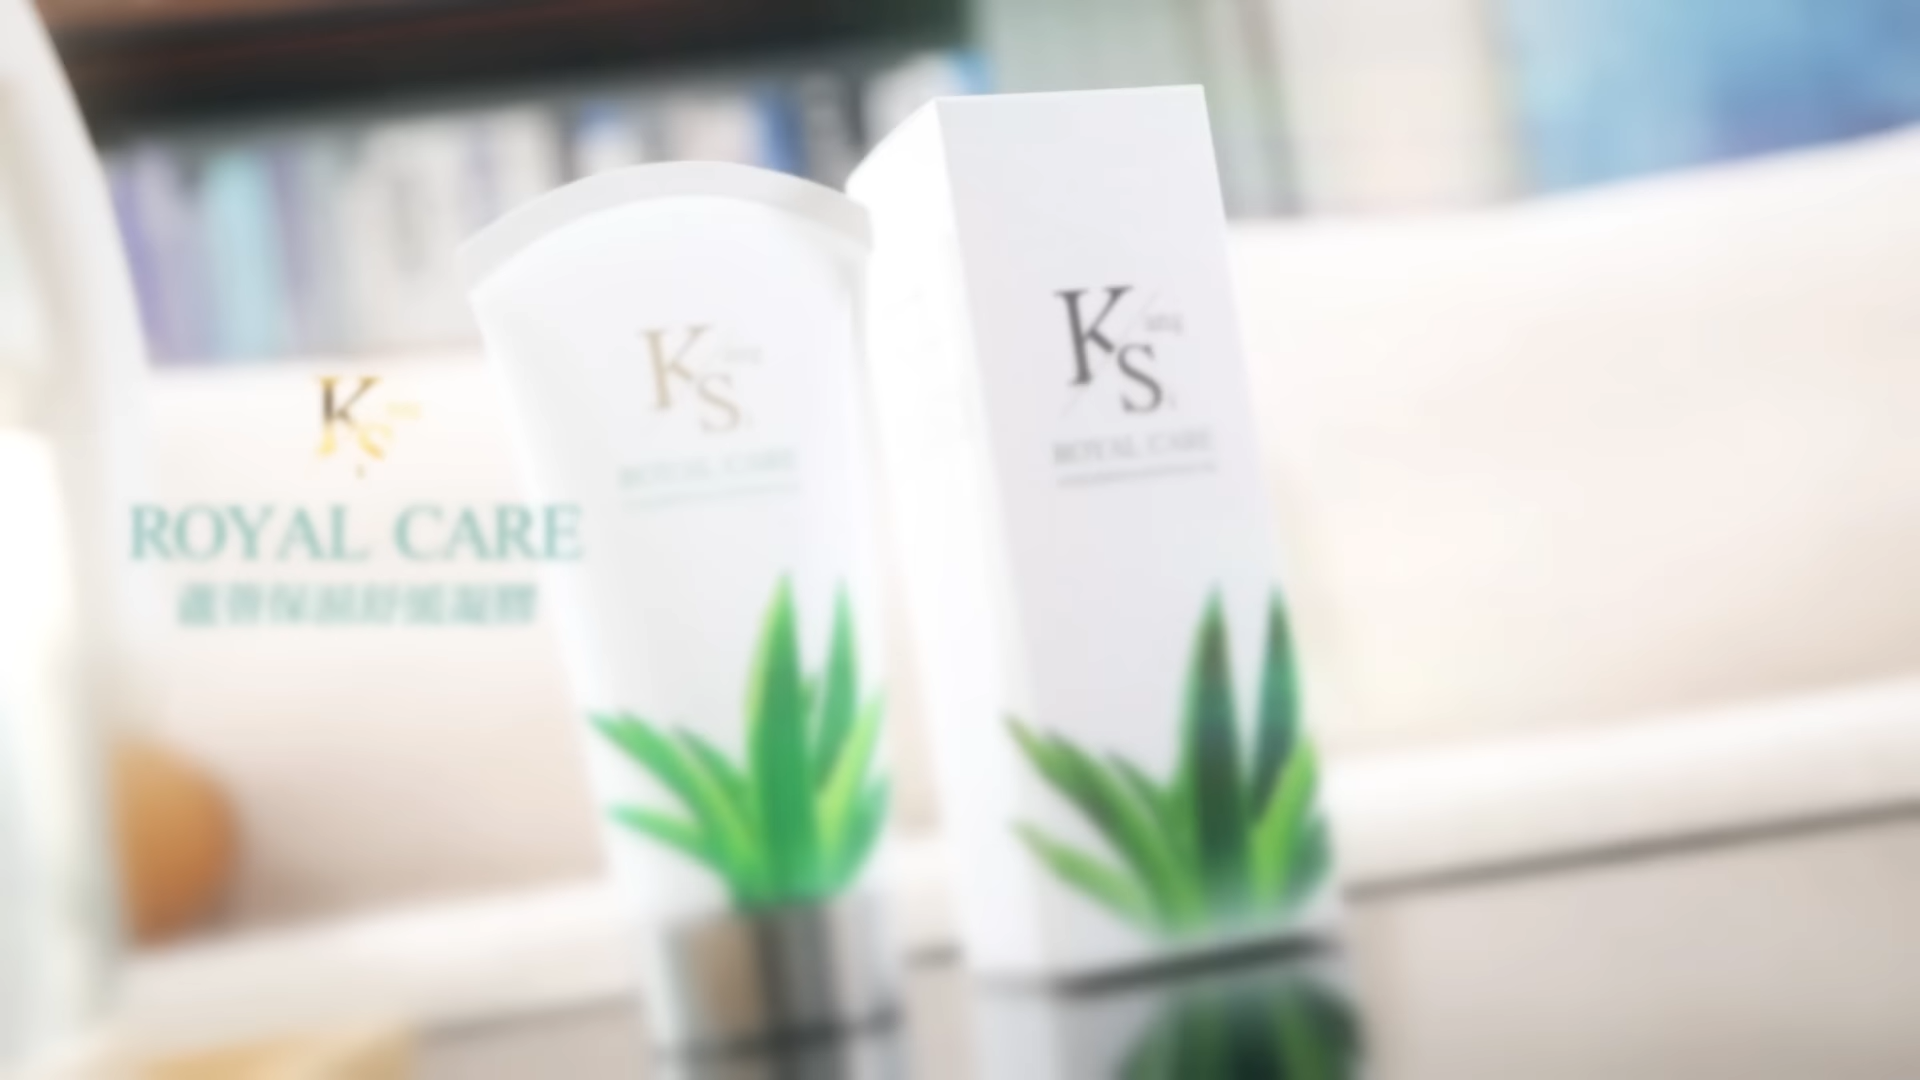 KS
ROYAL CARE
蘆薈保濕舒緩凝膠
KS
ROYAL CARE
KS
ROYAL CARE